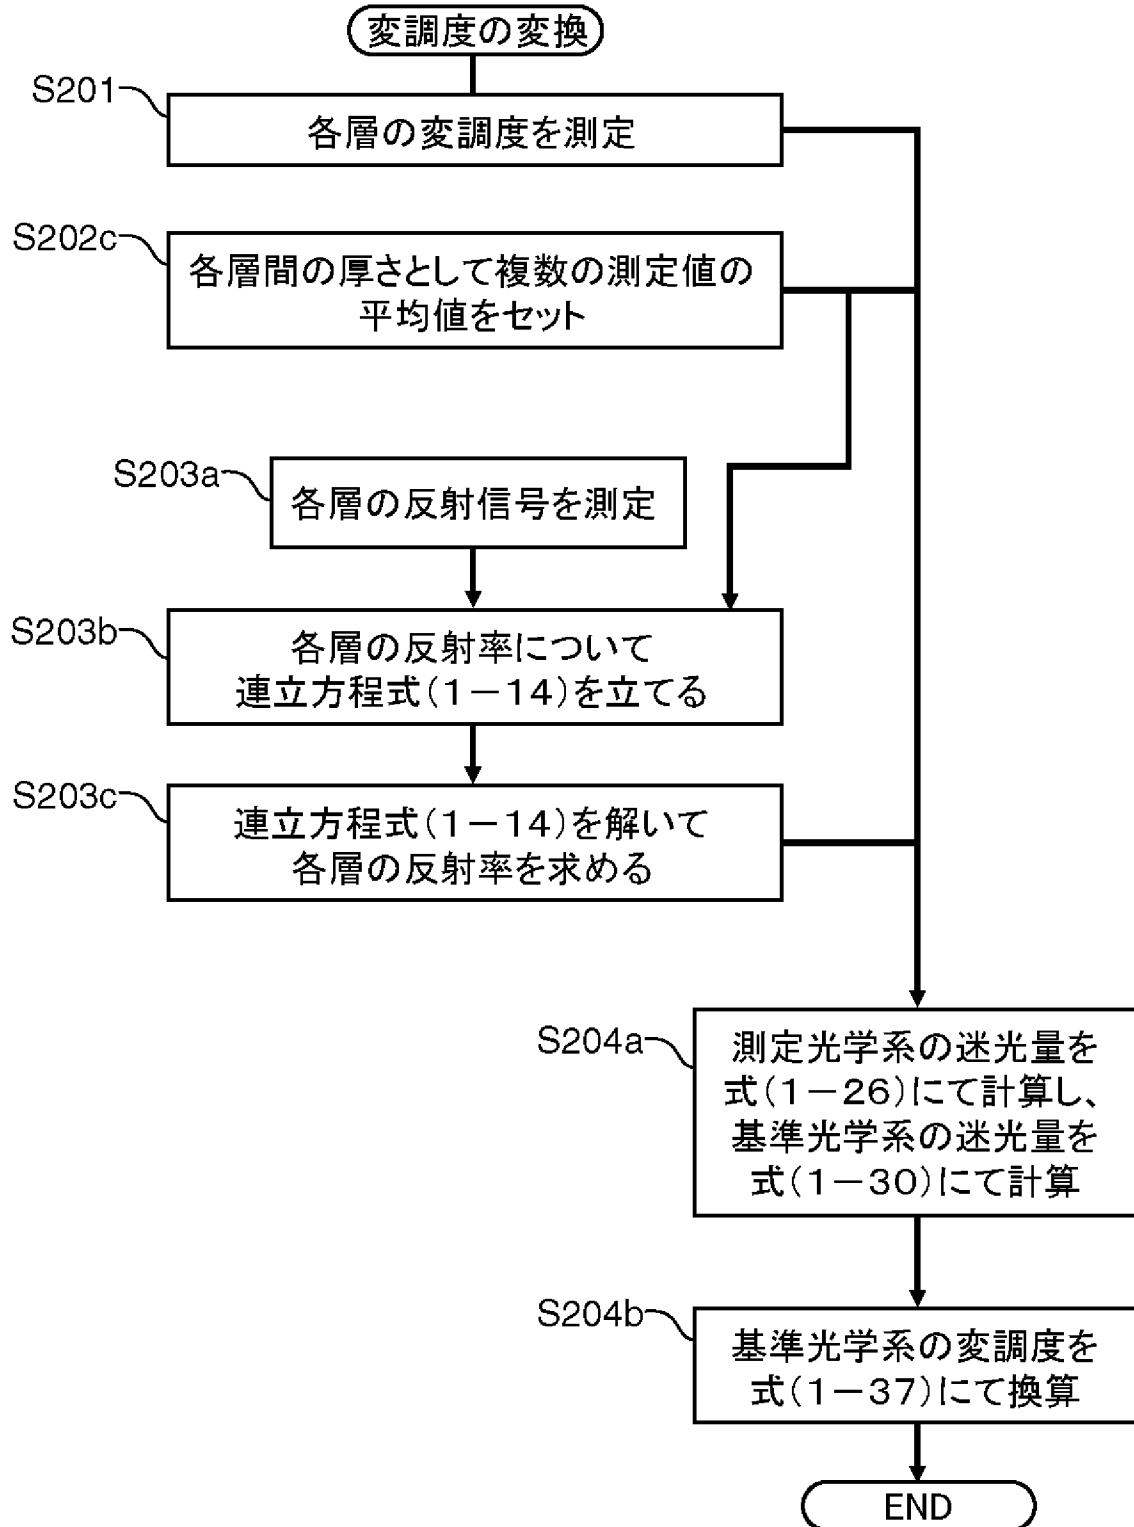 変調度の変換
S201
各層の変調度を測定
S202c
各層間の厚さとして複数の測定値の
平均値をセット
S203a
各層の反射信号を測定
S203b
各層の反射率について
連立方程式(1-14)を立てる
S203c
連立方程式(1-14)を解いて
各層の反射率を求める
S204a
測定光学系の迷光量を
式(1-26)にて計算し、
基準光学系の迷光量を
式(1-30)にて計算
S204b
基準光学系の変調度を
式(1-37)にて換算
END